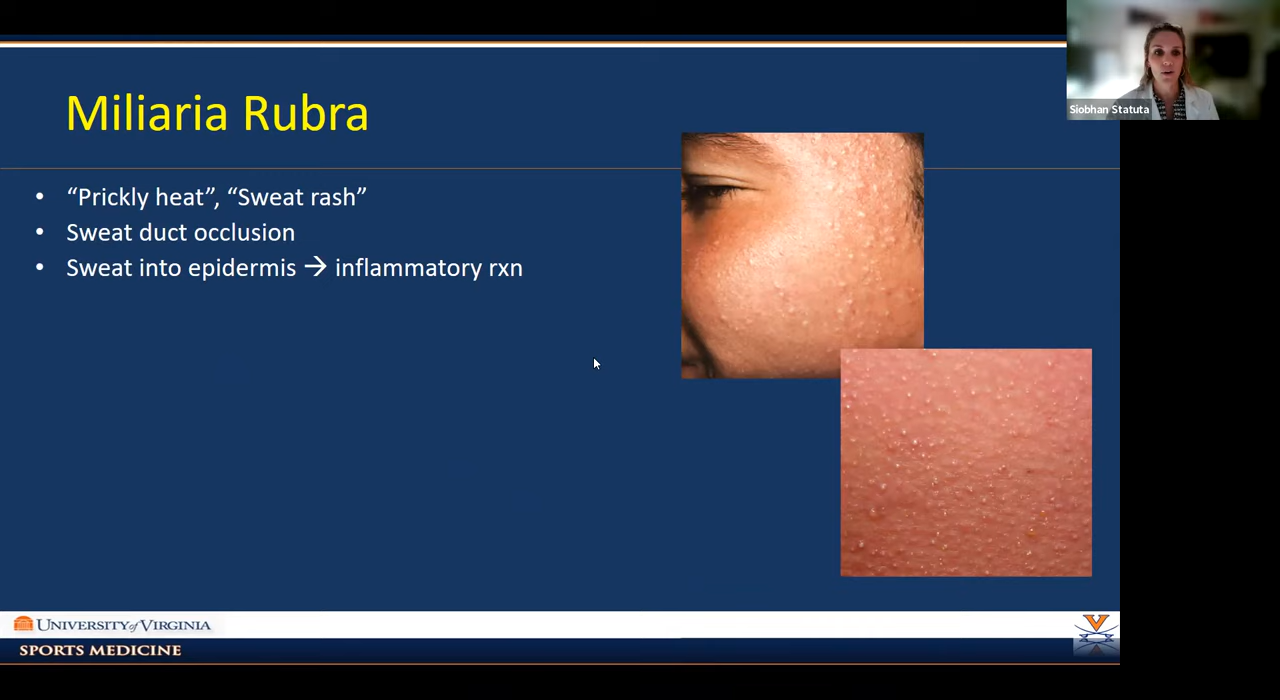 Siobhan Statuta
Miliaria Rubra
• “Prickly heat”, “Sweat rash”
• Sweat duct occlusion
• Sweat into epidermis → inflammatory rxn
UNIVERSITY of VIRGINIA
SPORTS MEDICINE